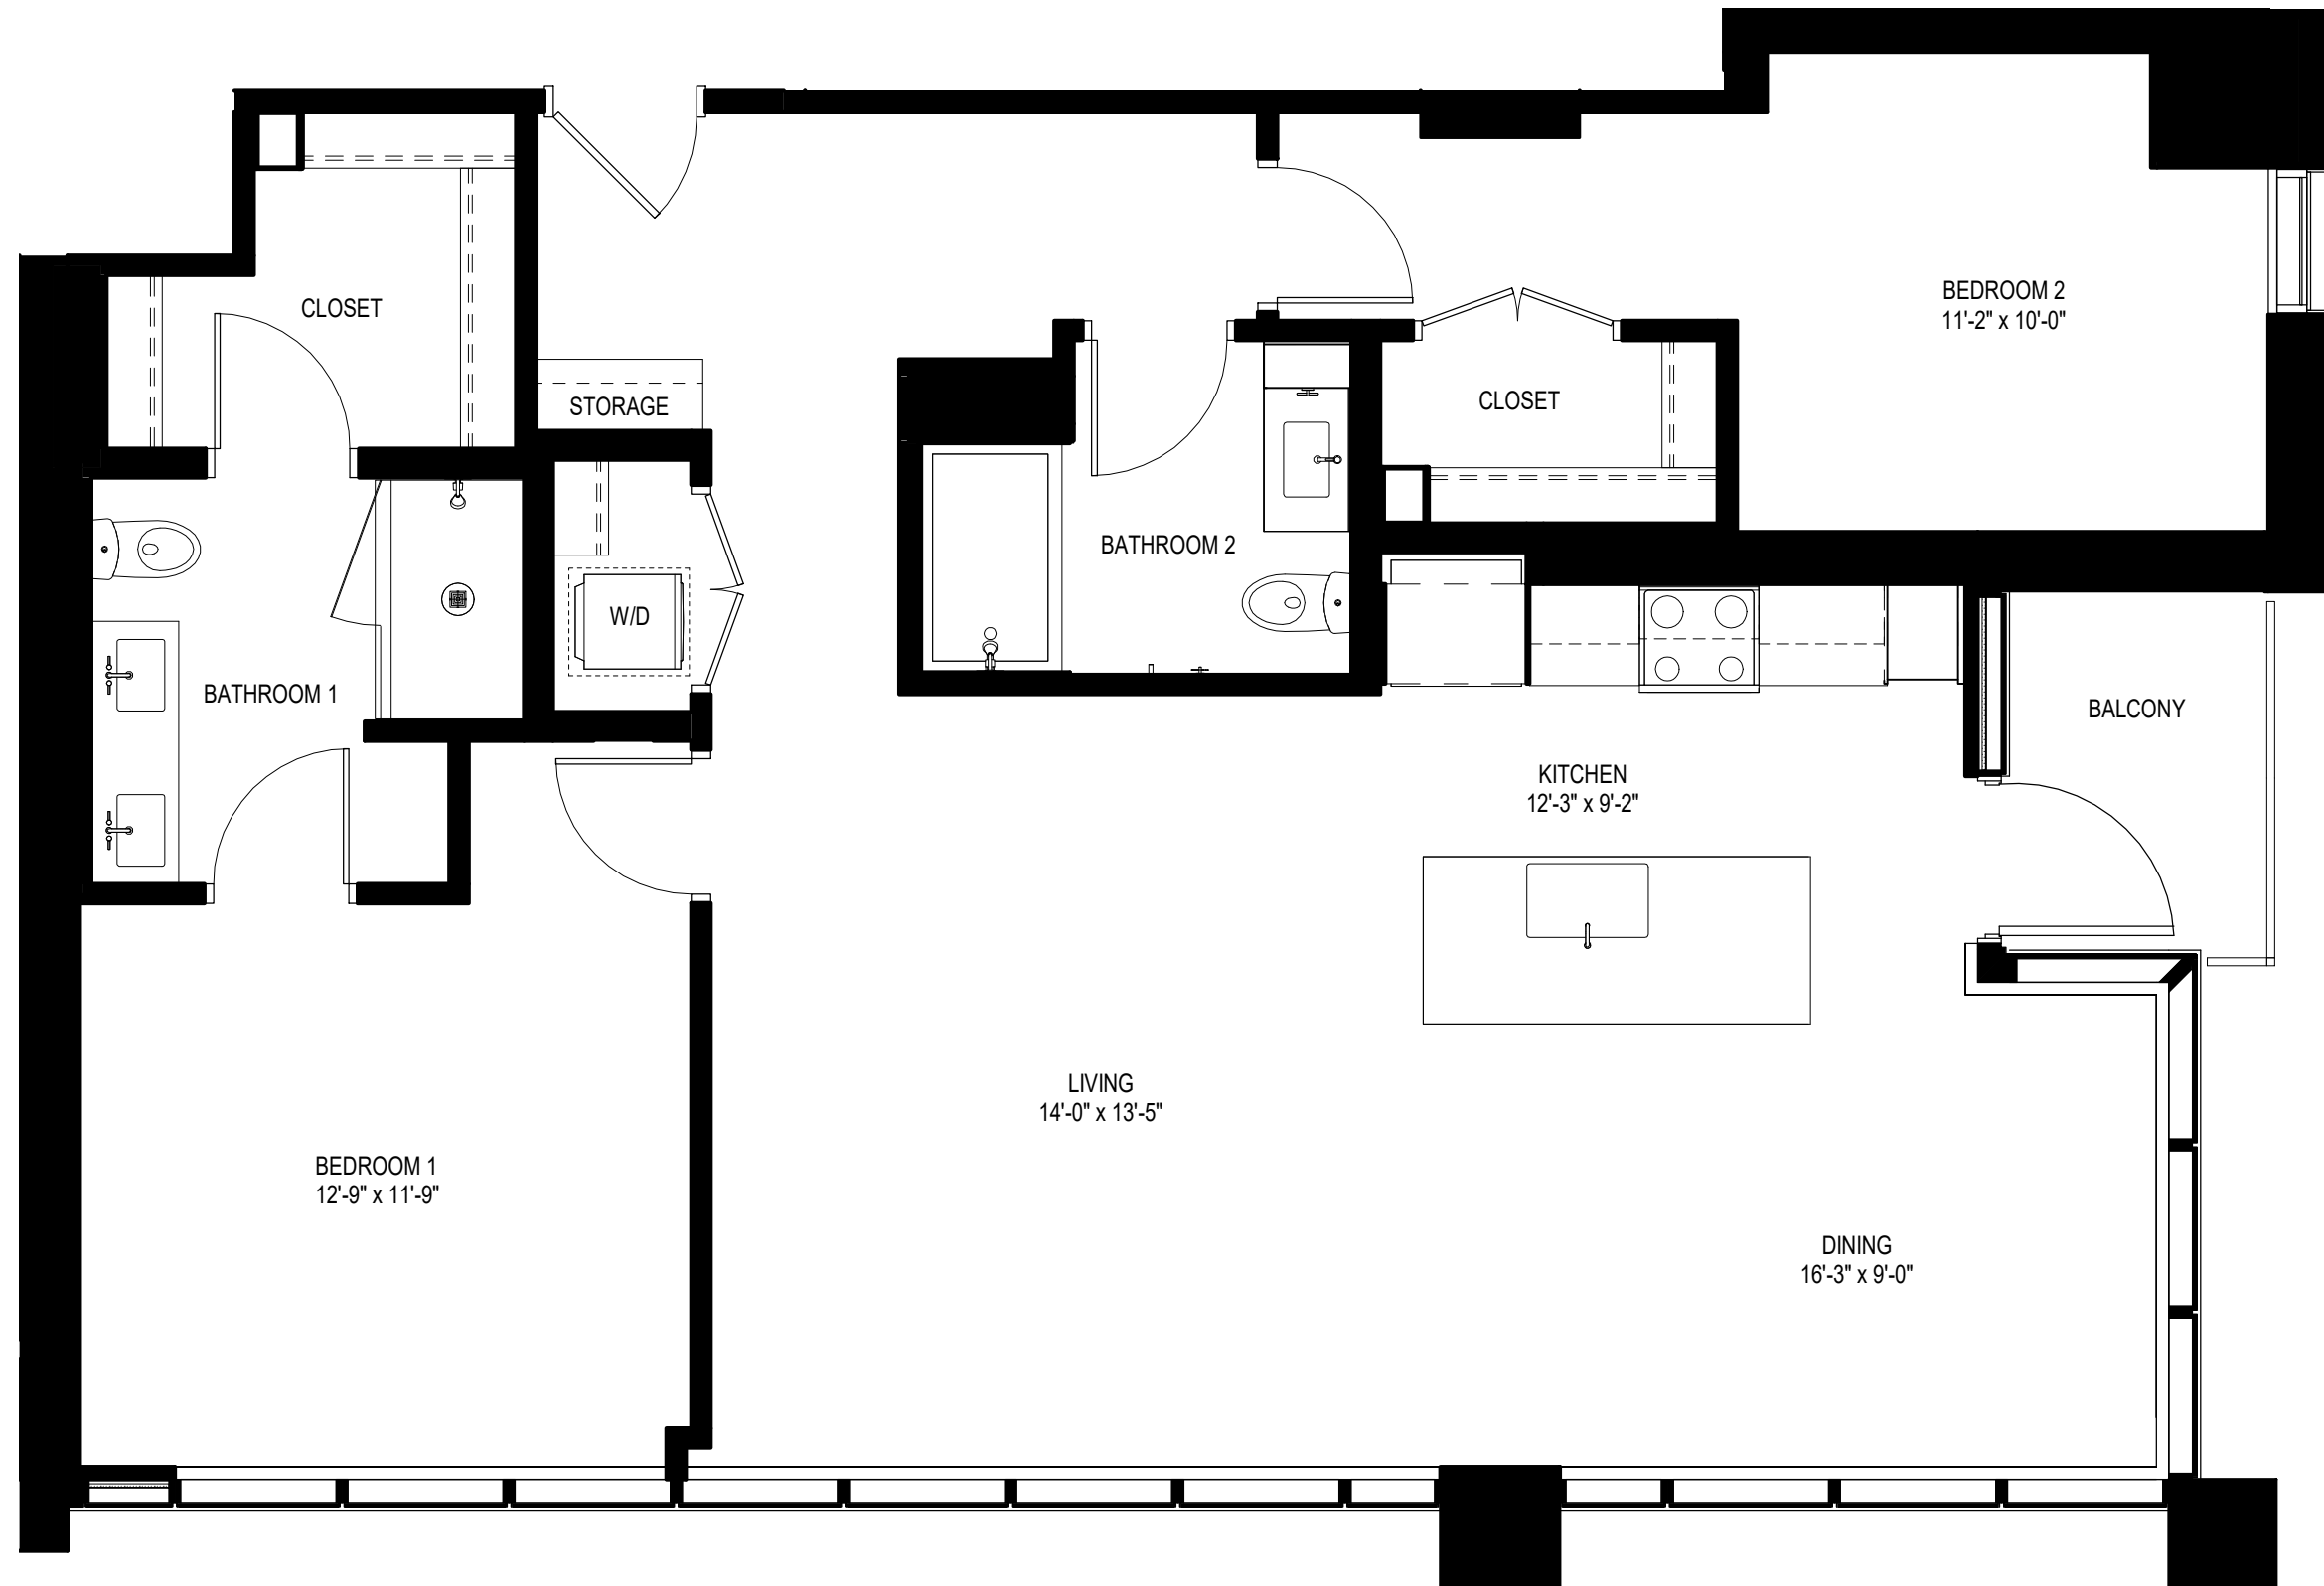 BEDROOM 2
11'-2" x 10'-0"
CLOSET
CLOSET
STORAGE
BATHROOM 2
W/D
BATHROOM 1
BALCONY
KITCHEN
12'-3" x 9'-2"
LIVING
14'-0" x 13'-5"
BEDROOM 1
12'-9" x 11'-9"
DINING
16'-3" x 9'-0"